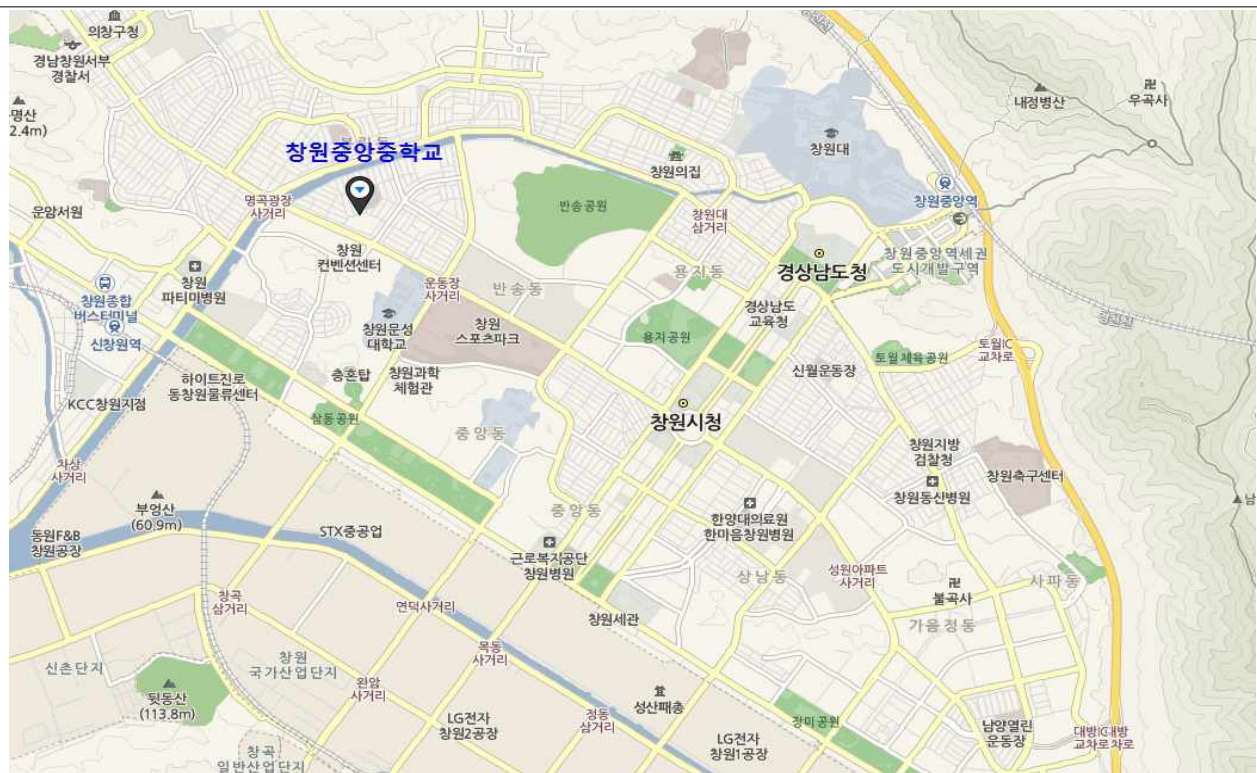 의창구청
경남창원서부
경찰서
명산
2.4m)
창원중앙중학교
명곡광장
사거리
운암서원
창원
컨벤션센터
창원
파티마병원
창원종합
버스터미널
신창원역
KCC창원지점
하이트진로
동창원물류센터
운동장
사거리
창원문성
대학교
충혼탑
창원과학
체험관
삼동공원
반송공원
반송동
창원
스포츠파크
중앙동
중앙동
창원의집
창원대
창원대
삼거리
용지동
용지공원
경상남도청
경상남도
교육청
창원중앙역
창원중앙역세권
도시개발구역
내정병산
우곡사
경전선
토월IC
교차로
토월체육공원
신월운동장
창원시청
창원지방
검찰청
창원축구센터
창원동신병원
한양대의료원
한마음창원병원
상남동
성원아파트
사거리
불곡사
사파동
가음정동
차상
사거리
부엉산
(60.9m)
동원F&B
창원공장
STX중공업
근로복지공단
창원병원
창원세관
창곡
삼거리
연덕사거리
목동
사거리
신촌단지
창원
국가산업단지
완암
사거리
뒷동산
(113.8m)
성산패총
정동
삼거리
LG전자
창원2공장
LG전자
창원1공장
장미공원
남양열린
운동장
대방IC대방
교차로차로
창곡
일반산업단지